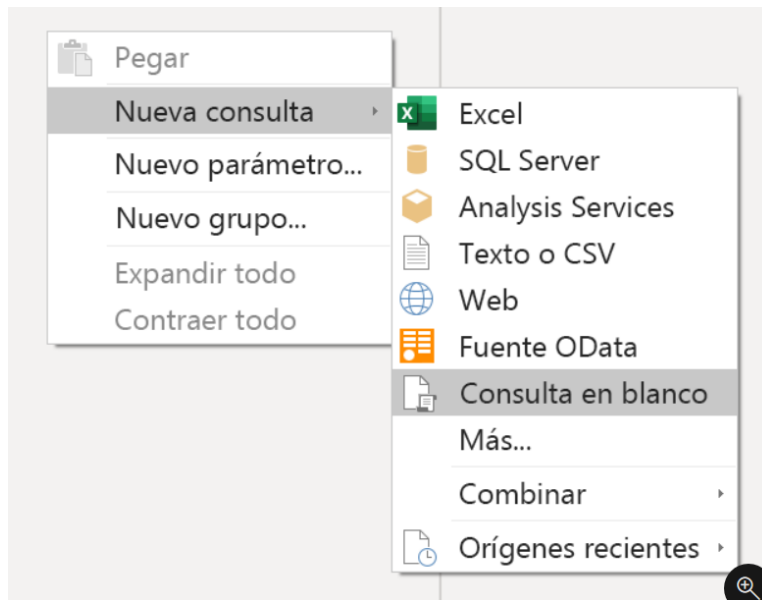 Pegar
Nueva consulta
Nuevo parámetro...
Nuevo grupo...
Expandir todo
Contraer todo
Excel
SQL Server
Analysis Services
Texto o CSV
Web
Fuente OData
Consulta en blanco
Más...
Combinar
Orígenes recientes